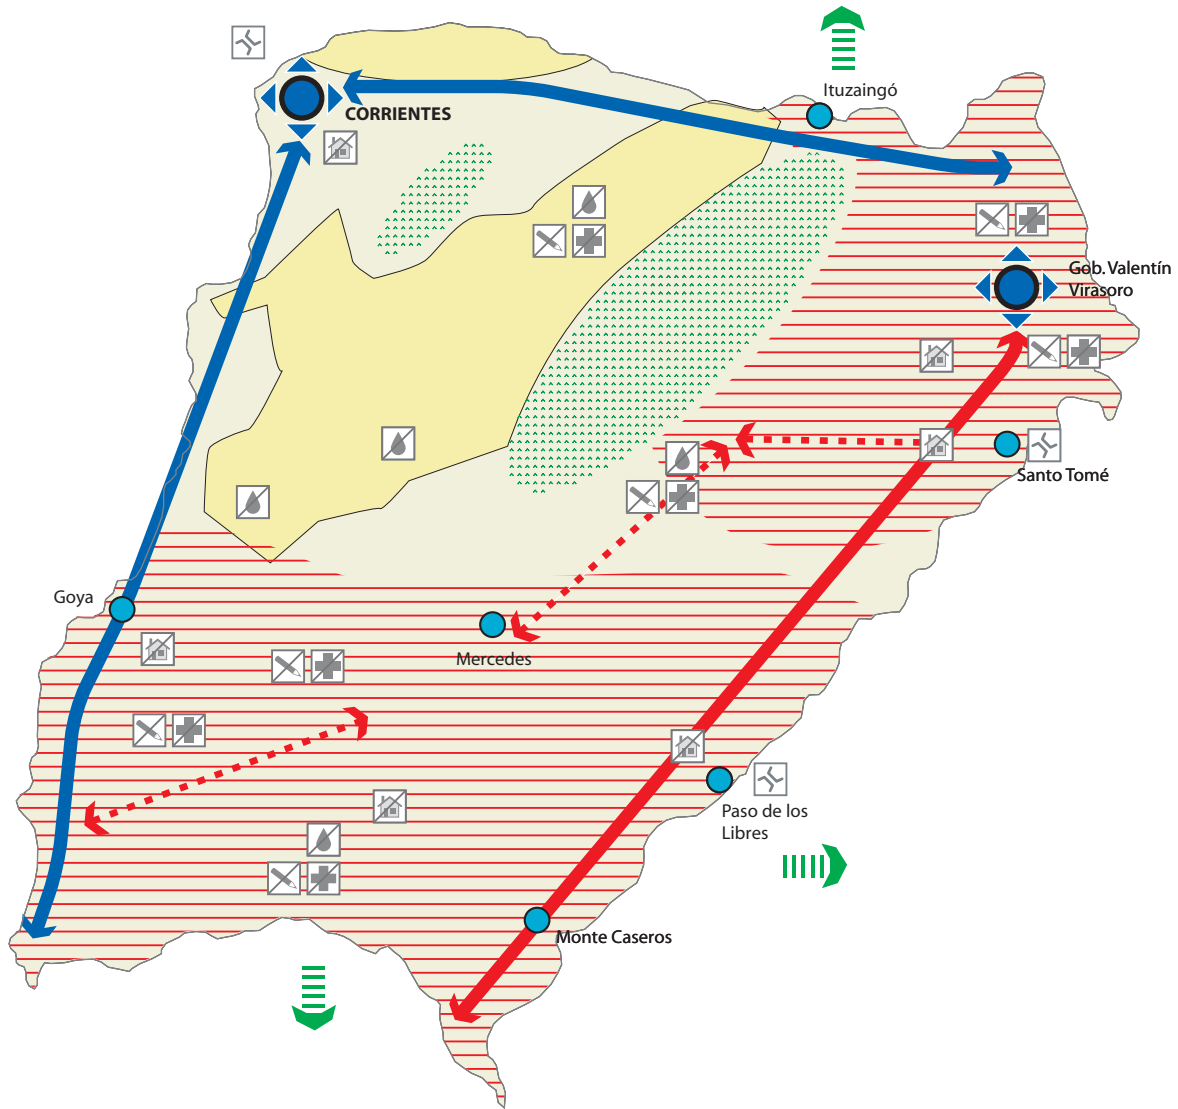 Ituzaingó
CORRIENTES
Gob. Valentín
Virasoro
Santo Tomé
Goya
Mercedes
Paso de los
Libres
Monte Caseros